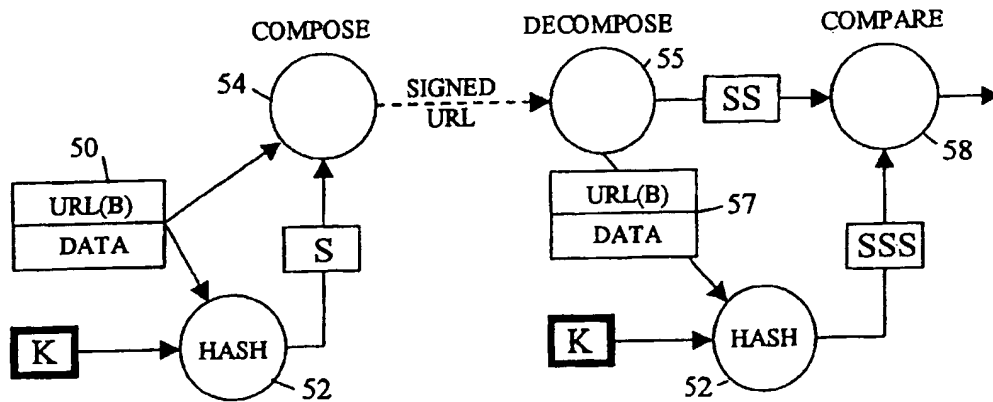 COMPOSE
54
SIGNED
URL
DECOMPOSE
55
SS
COMPARE
58
50
URL(B)
DATA
S
K
HASH
52
URL(B)
DATA
57
SSS
K
HASH
52